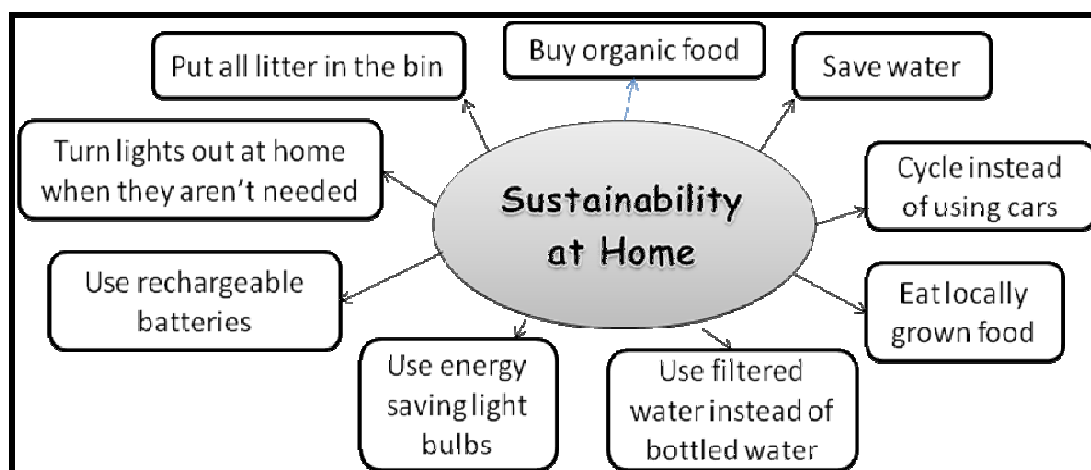 Put all litter in the bin
Buy organic food
Save water
Turn lights out at home
when they aren't needed
Sustainability
at Home
Cycle instead
of using cars
Use rechargeable
batteries
Eat locally
grown food
Use energy
saving light
bulbs
Use filtered
water instead of
bottled water